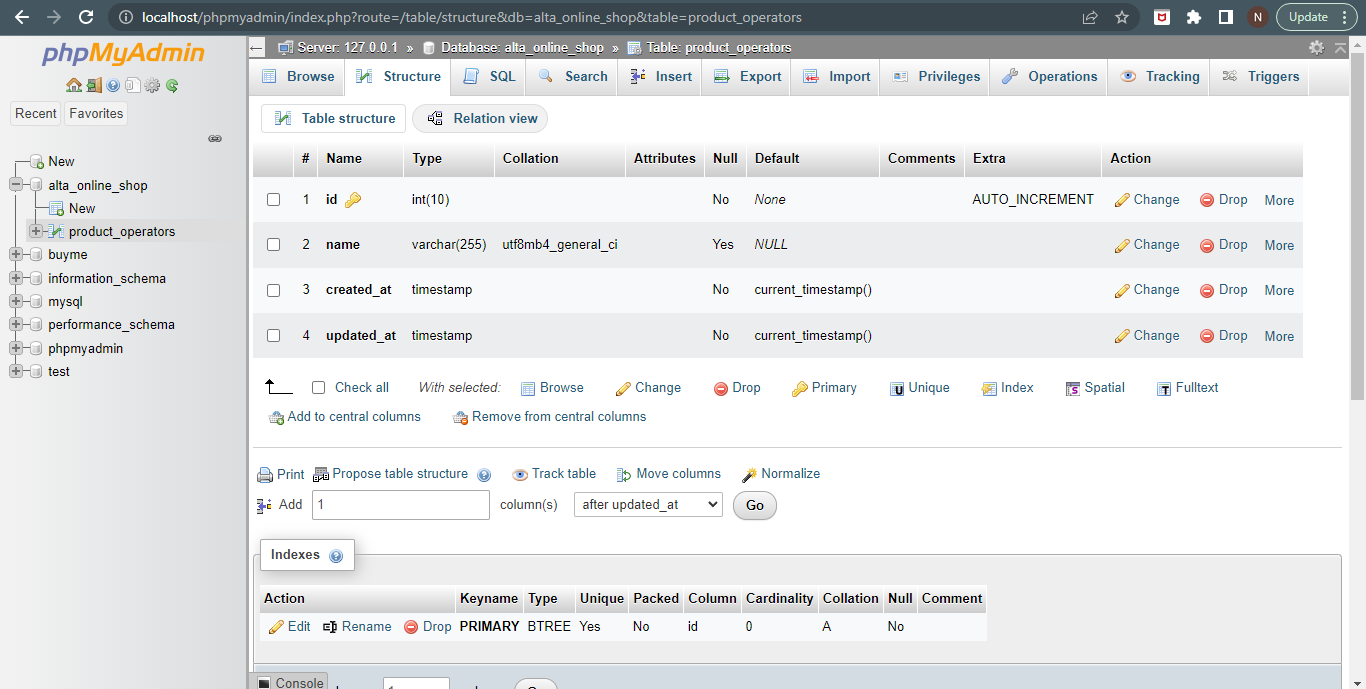 localhost/phpmyadmin/index.php?route=/table/structure&db=alta_online_shop&table=product_operators
N
Update
phpMyAdmin
Recent
Favorites
New
alta_online_shop
New
product_operators
buyme
information_schema
mysql
performance_schema
phpmyadmin
test
Server: 127.0.0.1 » Database: alta_online_shop » Table: product_operators
Browse Structure SQL Search Insert Export Import Privileges Operations Tracking Triggers
Table structure Relation view
# Name Type Collation Attributes Null Default Comments Extra Action
1 id int(10) No None AUTO_INCREMENT Change Drop More
2 name varchar(255) utf8mb4_general_ci Yes NULL Change Drop More
3 created_at timestamp No current_timestamp() Change Drop More
4 updated_at timestamp No current_timestamp() Change Drop More
Check all With selected: Browse Change Drop Primary Unique Index Spatial Fulltext
Add to central columns Remove from central columns
Print Propose table structure Track table Move columns Normalize
Add 1 column(s) after updated_at Go
Indexes
Action Keyname Type Unique Packed Column Cardinality Collation Null Comment
Edit Rename Drop PRIMARY BTREE Yes No id 0 A No
Console